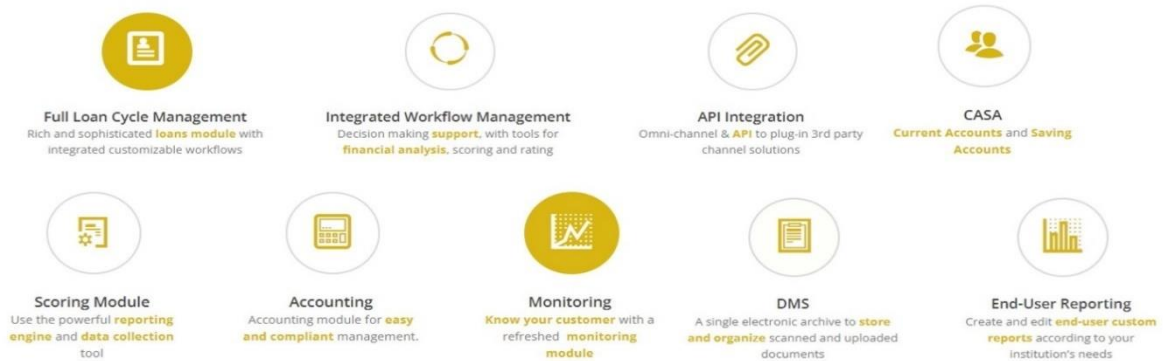 Full Loan Cycle Management
Rich and sophisticated loans module with
integrated customizable workflows
Integrated Workflow Management
Decision making support, with tools for
financial analysis, scoring and rating
API Integration
Omni-channel & API to plug-in 3rd party
channel solutions
CASA
Current Accounts and Saving
Accounts
Scoring Module
Use the powerful reporting
engine and data collection
tool
Accounting
Accounting module for easy
and compliant management.
Monitoring
Know your customer with a
refreshed monitoring
module
DMS
A single electronic archive to store
and organize scanned and uploaded
documents
End-User Reporting
Create and edit end-user custom
reports according to your
institution's needs